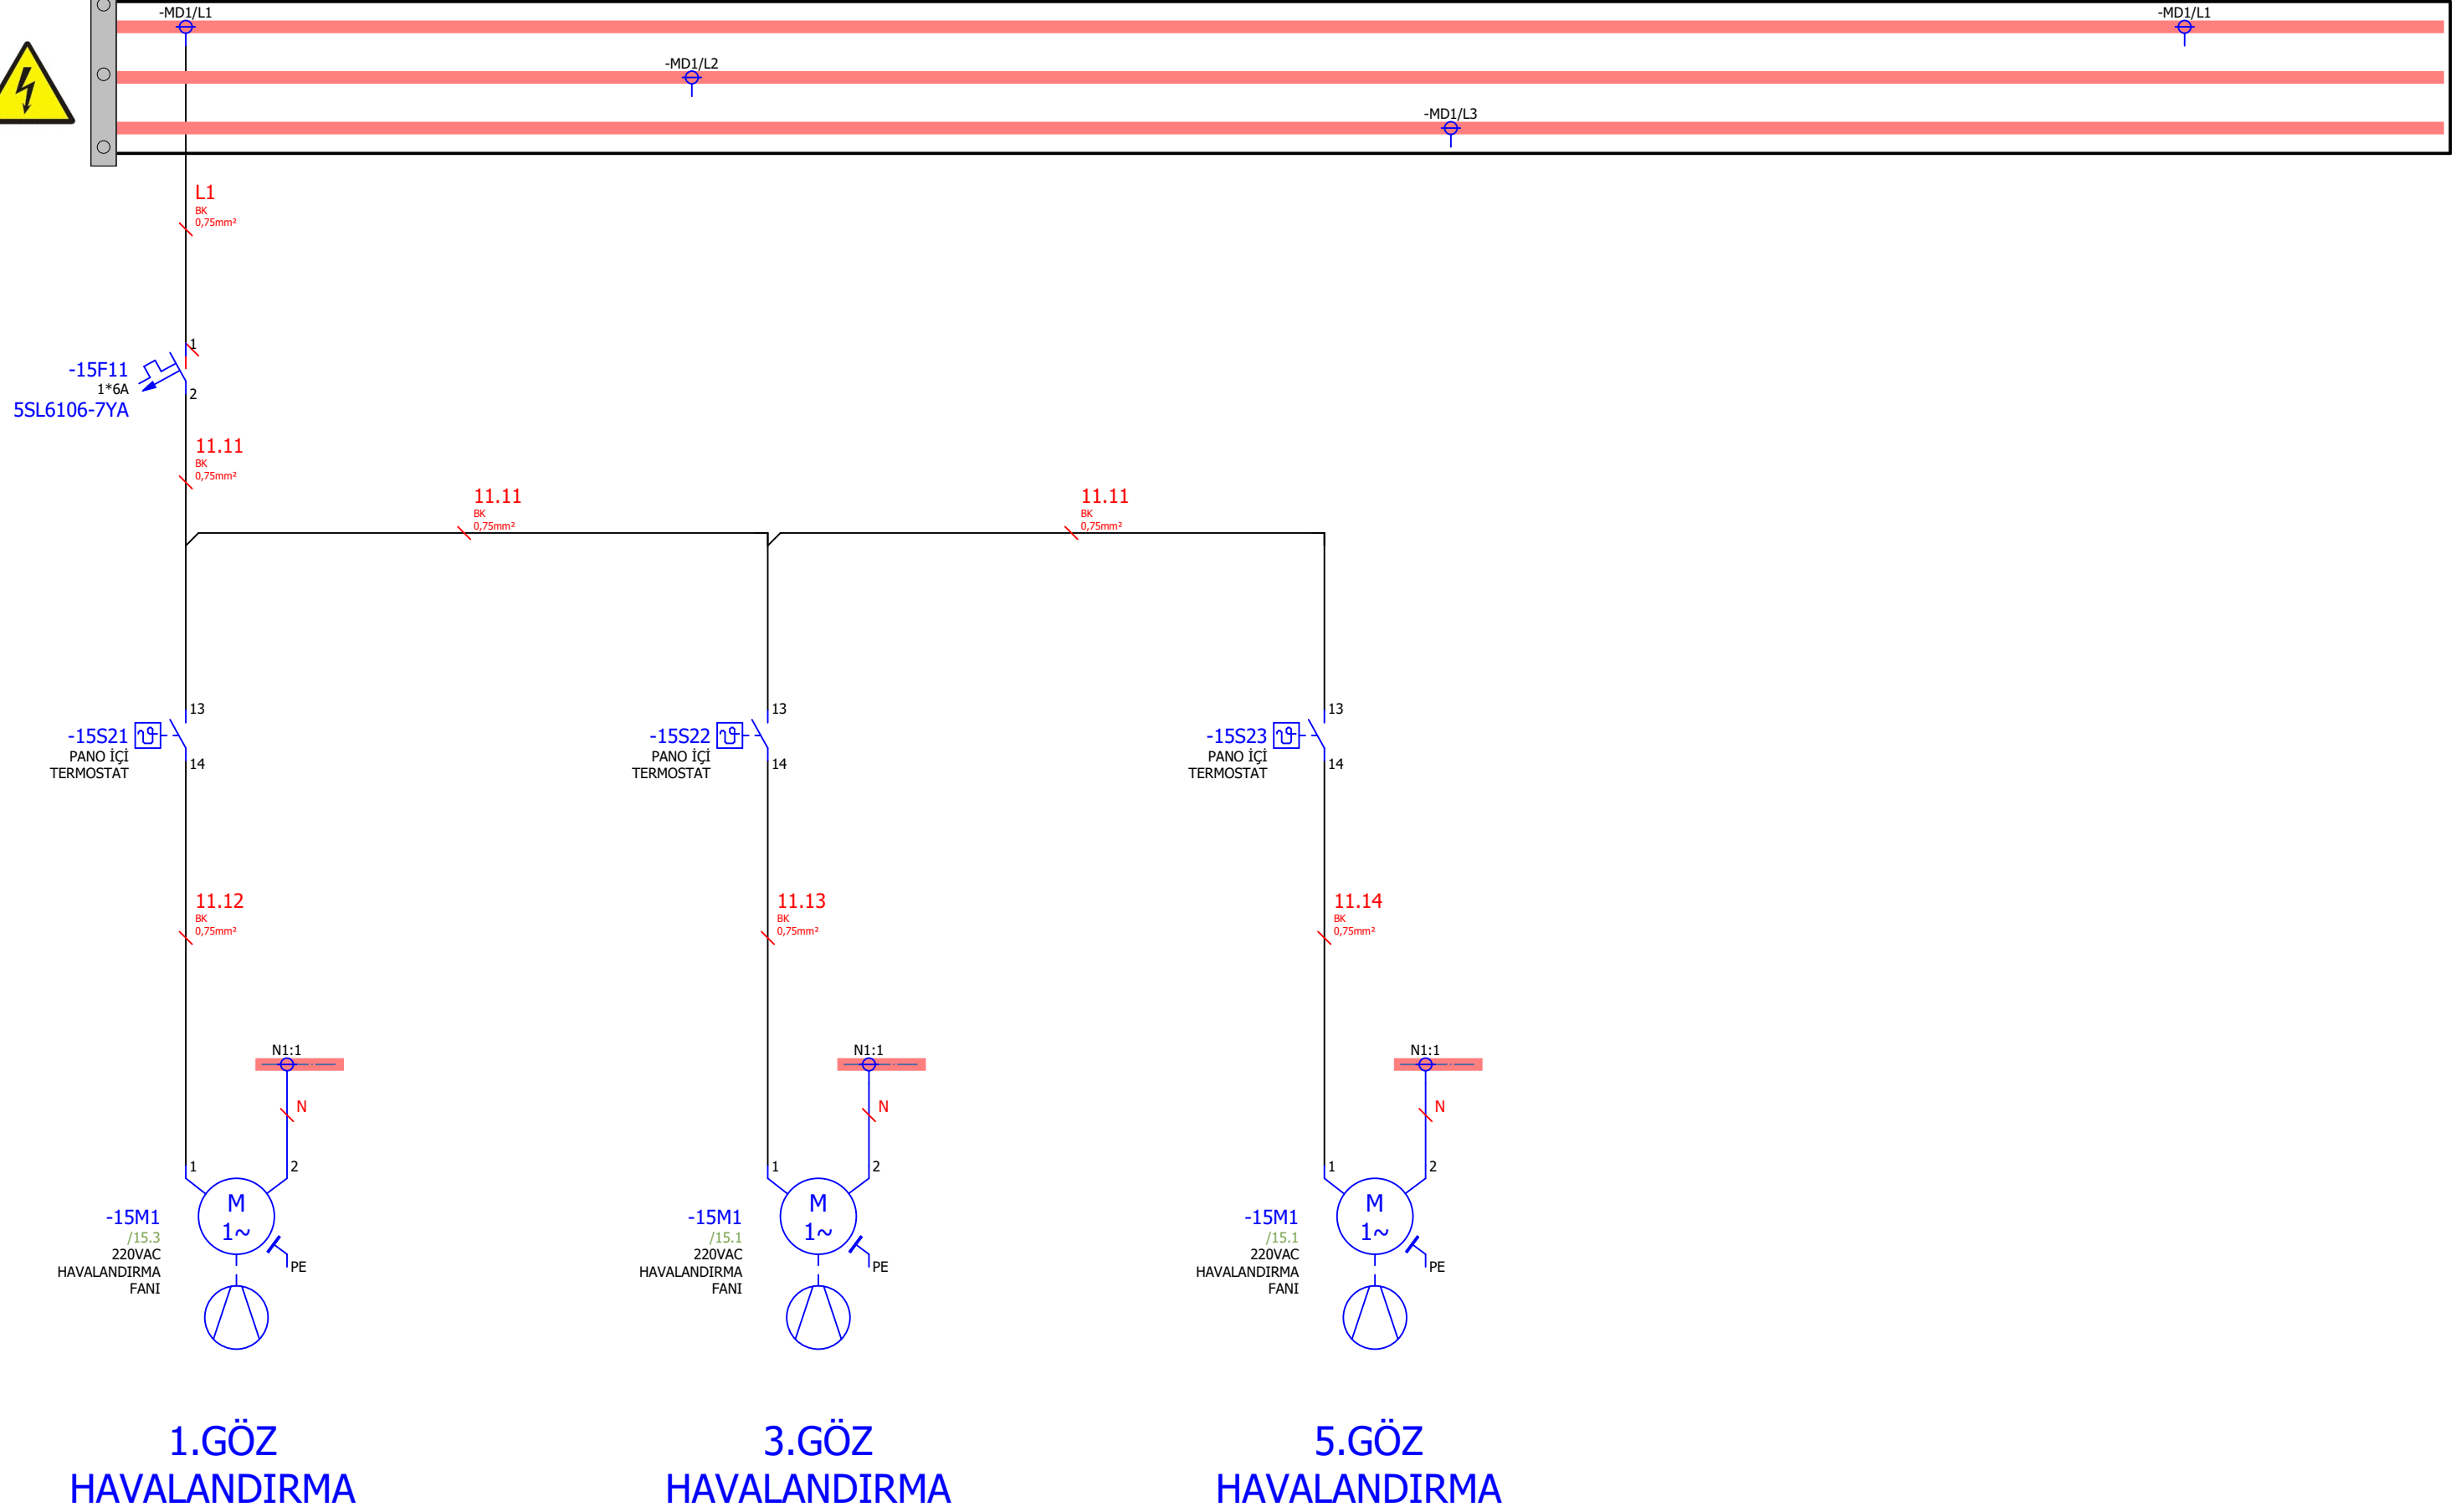 -MD1/L1
-MD1/L1
-MD1/L2
-MD1/L3
L1
BK
0,75mm²
1
-15F11
1*6A
2
5SL6106-7YA
11.11
BK
0,75mm²
11.11
BK
0,75mm²
11.11
BK
0,75mm²
13
-15S21
PANO İÇİ
TERMOSTAT
14
13
-15S22
PANO İÇİ
TERMOSTAT
14
13
-15S23
PANO İÇİ
TERMOSTAT
14
11.12
BK
0,75mm²
11.13
BK
0,75mm²
11.14
BK
0,75mm²
N1:1
N
N1:1
N
N1:1
N
1
2
M
1~
-15M1
/15.3
220VAC
HAVALANDIRMA
FANI
PE
1
2
M
1~
-15M1
/15.1
220VAC
HAVALANDIRMA
FANI
PE
1
2
M
1~
-15M1
/15.1
220VAC
HAVALANDIRMA
FANI
PE
1.GÖZ
HAVALANDIRMA
3.GÖZ
HAVALANDIRMA
5.GÖZ
HAVALANDIRMA